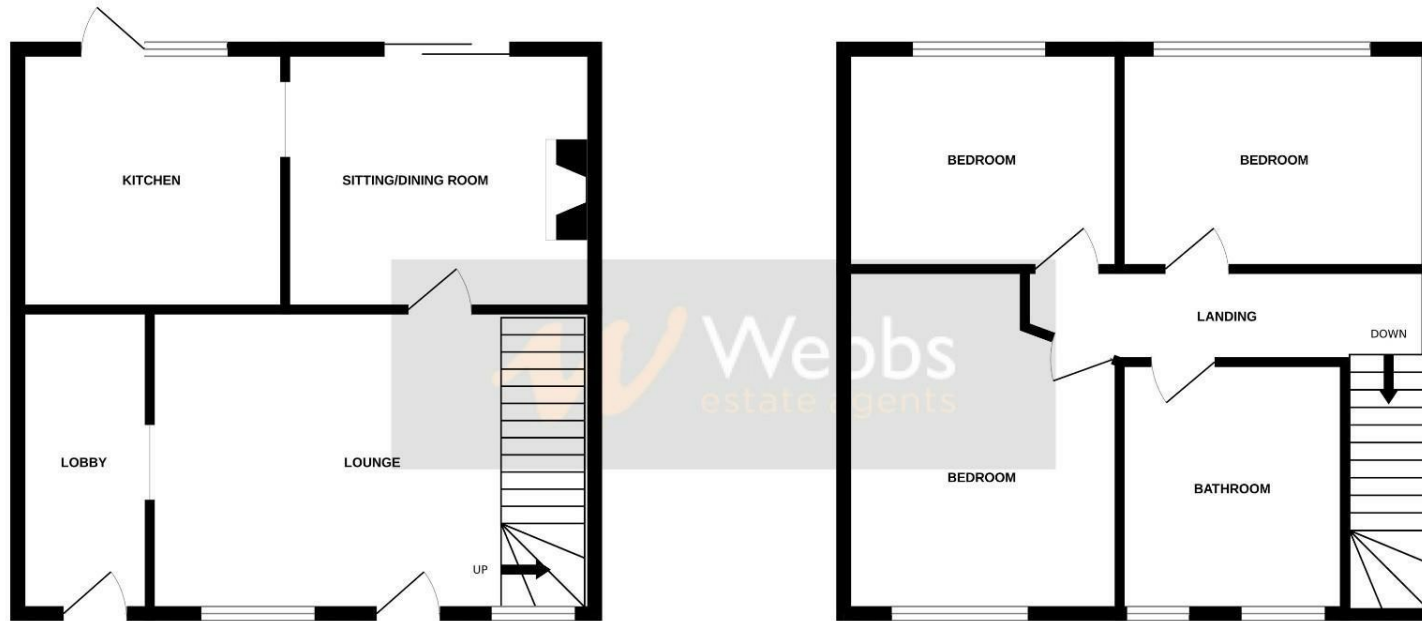 KITCHEN
SITTING/DINING ROOM
LOBBY
LOUNGE
UP
BEDROOM
BEDROOM
LANDING
DOWN
BEDROOM
BATHROOM
Webbs
estate agents